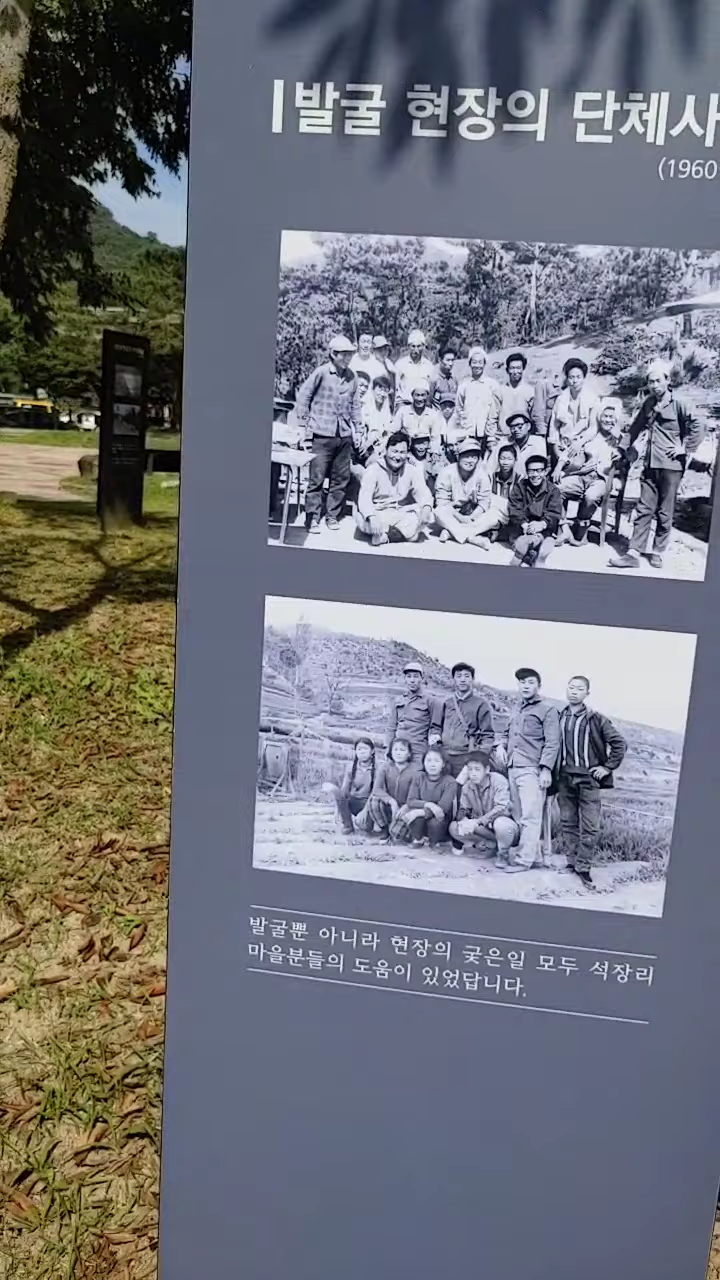 발굴 현장의 단체사
(1960
발굴뿐 아니라 현장의 궂은일 모두 석장리
마을분들의 도움이 있었답니다.